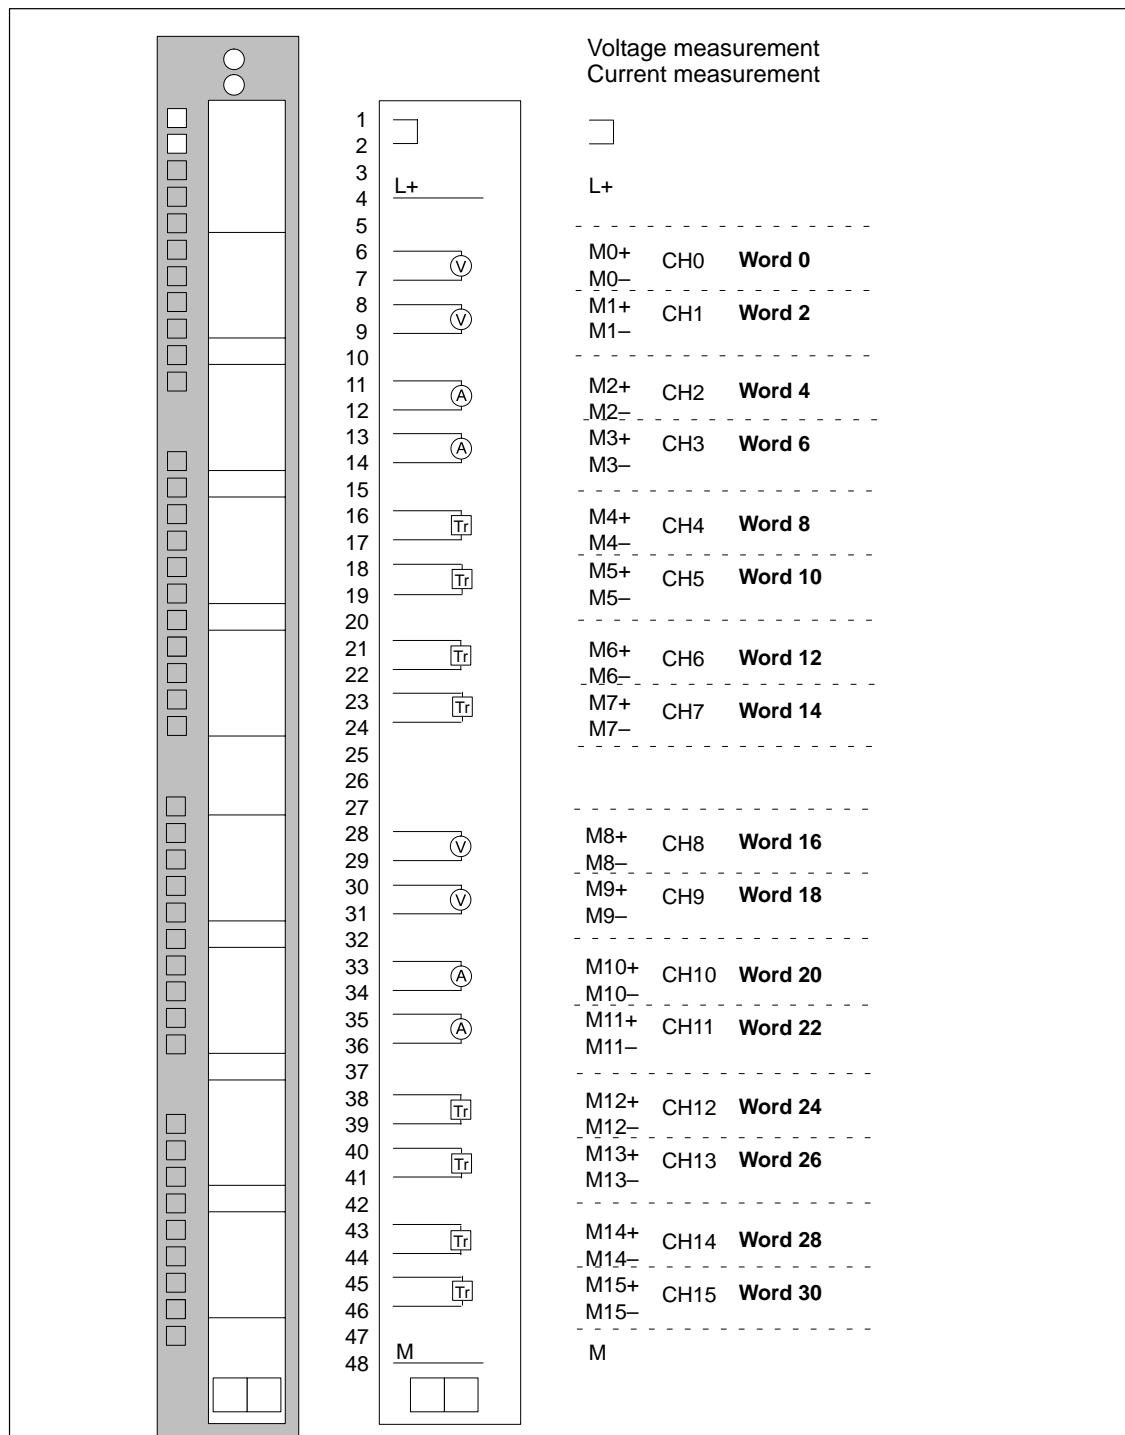 Voltage measurement
Current measurement
1
2
3
L+ L+
4
5
6 M0+
V CH0 Word 0
7 M0–
8 M1+
V CH1 Word 2
9 M1–
10
11 M2+
A CH2 Word 4
12 M2–
13 M3+
A CH3 Word 6
14 M3–
15
16 M4+
Tr CH4 Word 8
17 M4–
18 M5+
Tr CH5 Word 10
19 M5–
20
21 M6+
Tr CH6 Word 12
22 M6–
23 M7+
Tr CH7 Word 14
24 M7–
25
26
27
28 M8+
V CH8 Word 16
29 M8–
30 M9+
V CH9 Word 18
31 M9–
32
33 M10+
A CH10 Word 20
34 M10–
35 M11+
A CH11 Word 22
36 M11–
37
38 M12+
Tr CH12 Word 24
39 M12–
40 M13+
Tr CH13 Word 26
41 M13–
42
43 M14+
Tr CH14 Word 28
44 M14–
45 M15+
Tr CH15 Word 30
46 M15–
47
M M
48